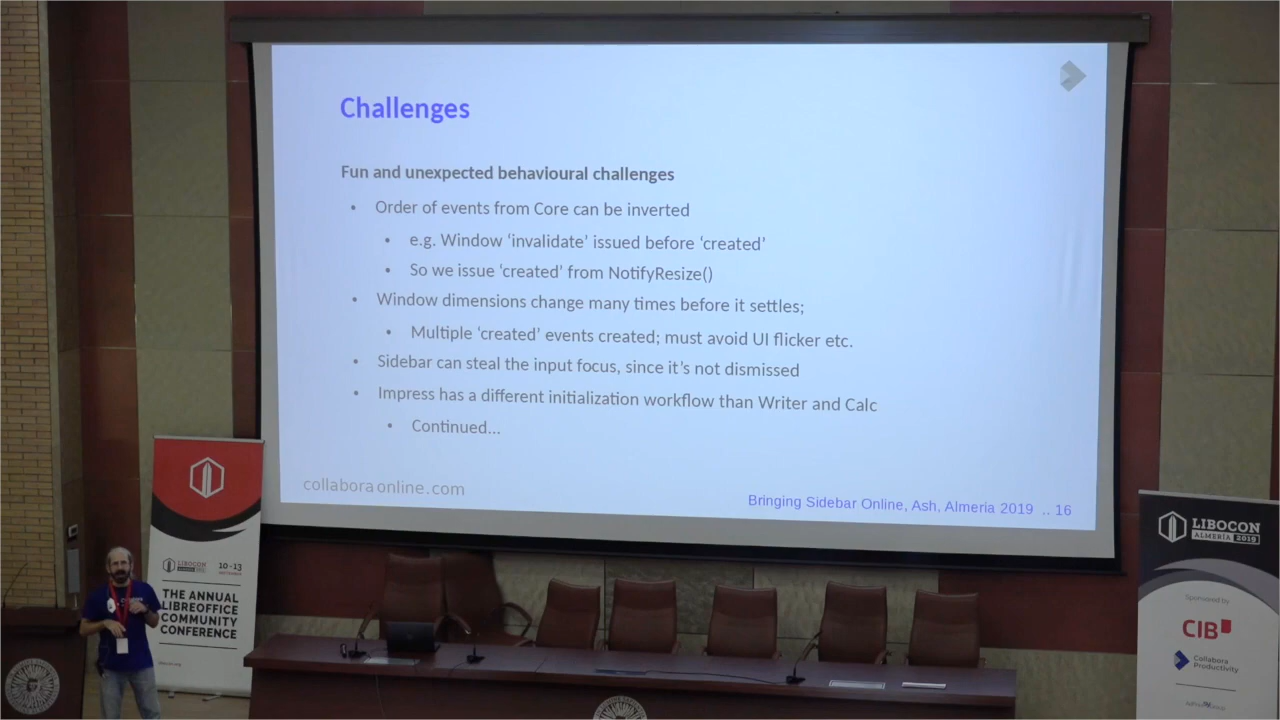 Challenges
Fun and unexpected behavioural challenges
• Order of events from Core can be inverted
• e.g. Window ‘invalidate’ issued before ‘created’
• So we issue ‘created’ from NotifyResize()
• Window dimensions change many times before it settles;
• Multiple ‘created’ events created; must avoid UI flicker etc.
• Sidebar can steal the input focus, since it’s not dismissed
• Impress has a different initialization workflow than Writer and Calc
• Continued...
collaboraonline.com
Bringing Sidebar Online, Ash, Almeria 2019 .. 16
LIBOCON
10-13
THE ANNUAL
LIBREOFFICE
COMMUNITY
CONFERENCE
LIBOCON
ALMERÍA 2019
Sponsored by
CIB
Collabora
Productivity